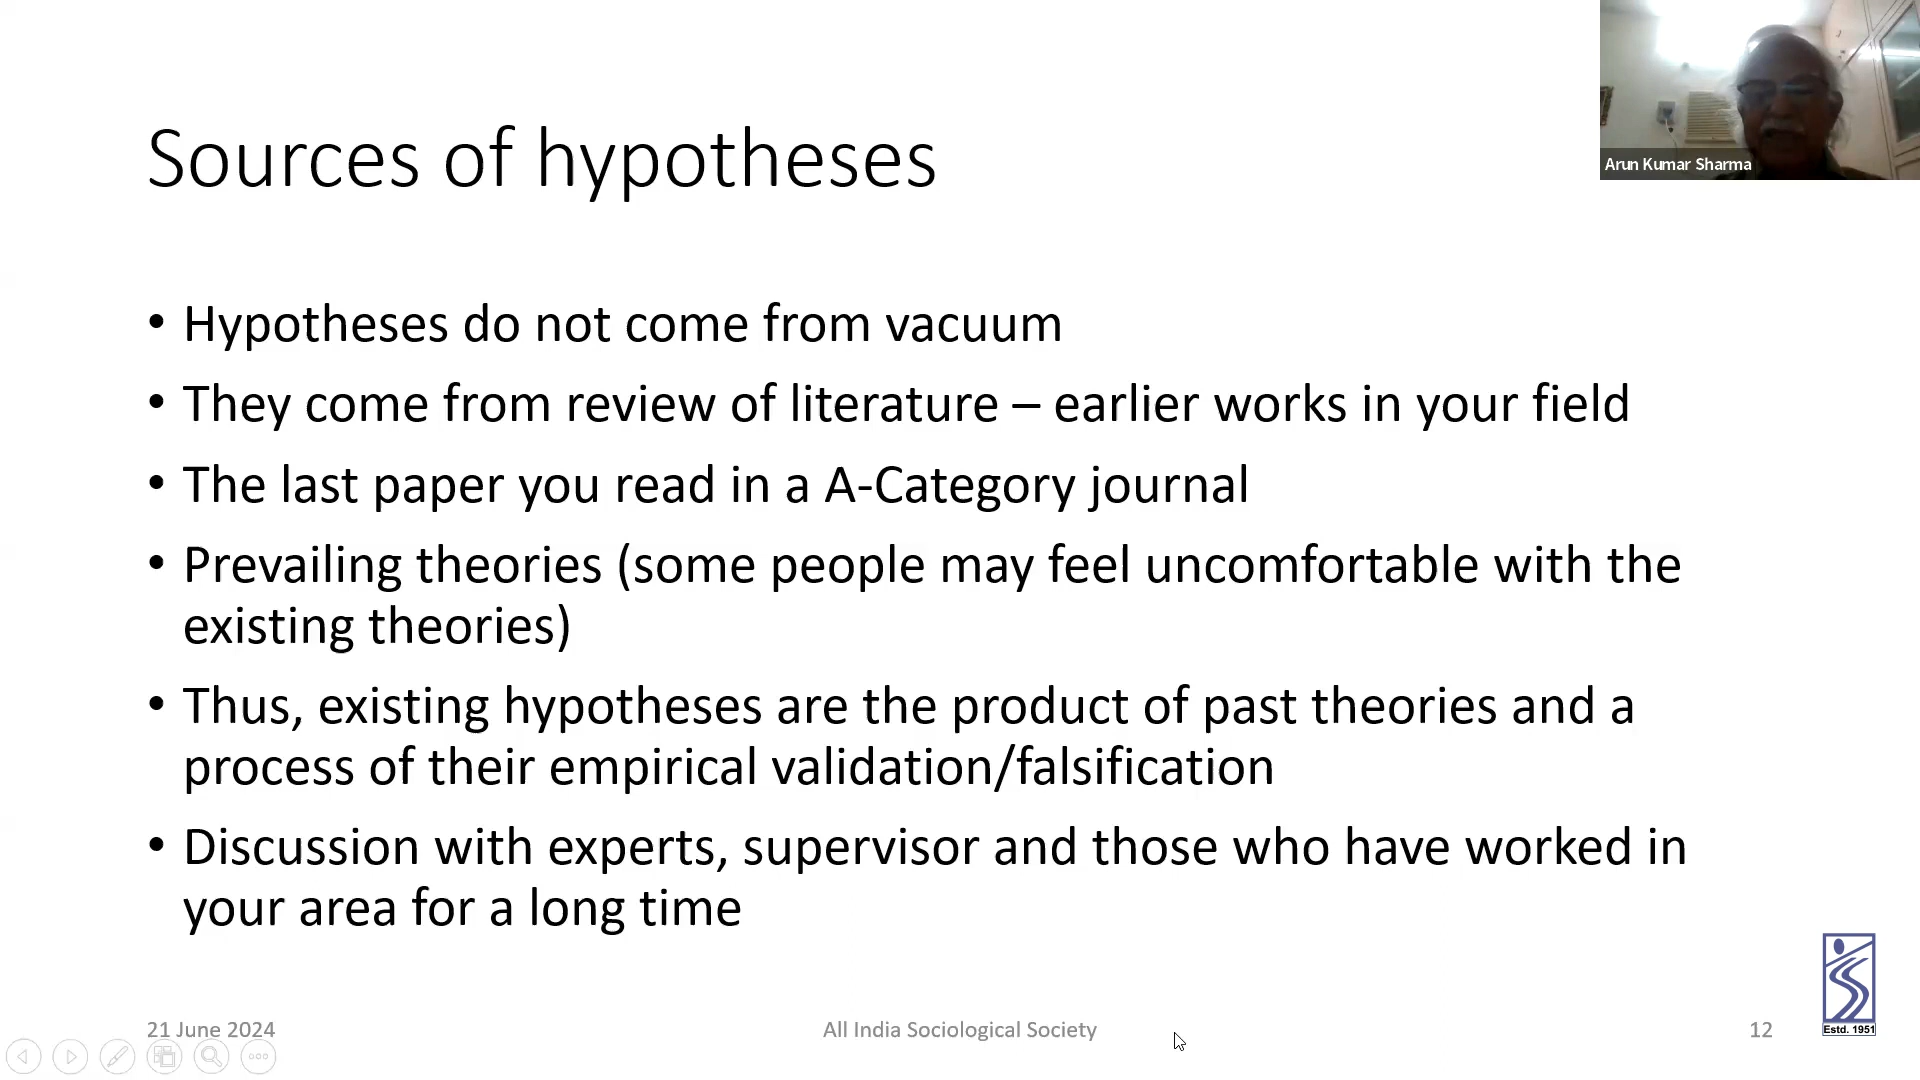 Arun Kumar Sharma
Sources of hypotheses
• Hypotheses do not come from vacuum
• They come from review of literature – earlier works in your field
• The last paper you read in a A-Category journal
• Prevailing theories (some people may feel uncomfortable with the
existing theories)
• Thus, existing hypotheses are the product of past theories and a
process of their empirical validation/falsification
• Discussion with experts, supervisor and those who have worked in
your area for a long time
21 June 2024
All India Sociological Society
12
Estd. 1951